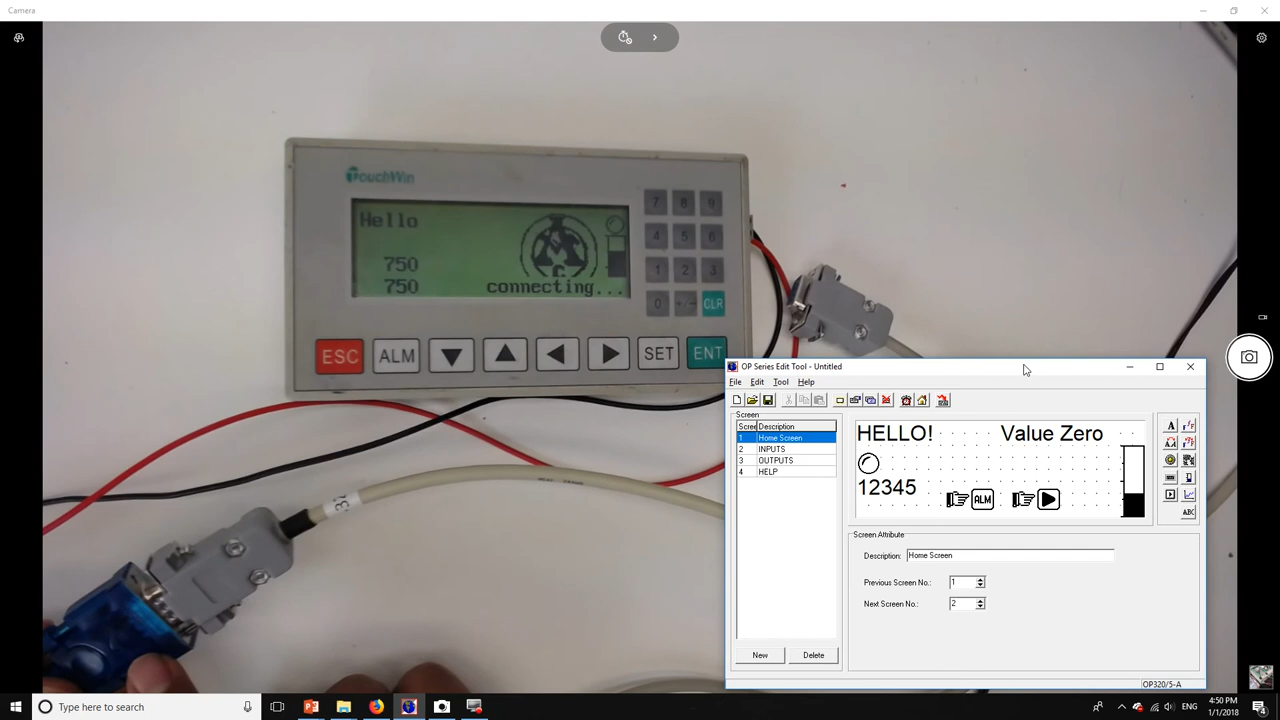 Camera
TouchWin
Hello
750
750
connecting...
7 8 9
4 5 6
1 2 3
0 +/- CLR
ESC ALM SET ENT
OP Series Edit Tool - Untitled
File Edit Tool Help
Screen
Scree Description
1 Home Screen
2 INPUTS
3 OUTPUTS
4 HELP
New Delete
HELLO! Value Zero
12345
ALM
A
ABC
Screen Attribute
Description: Home Screen
Previous Screen No.: 1
Next Screen No.: 2
OP320/5-A
Type here to search
ENG
4:50 PM
1/1/2018
4